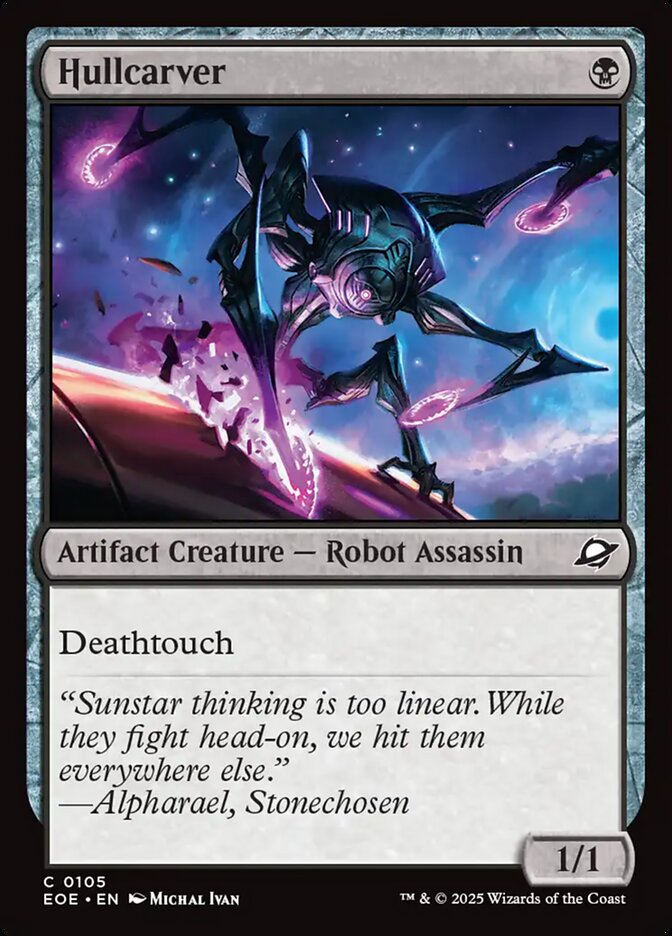 Hullcarver
Artifact Creature — Robot Assassin
Deathtouch
“Sunstar thinking is too linear. While
they fight head-on, we hit them
everywhere else.”
—Alpharael, Stonechosen
1/1
C 0105
EOE • EN Michal Ivan
™ & © 2025 Wizards of the Coast